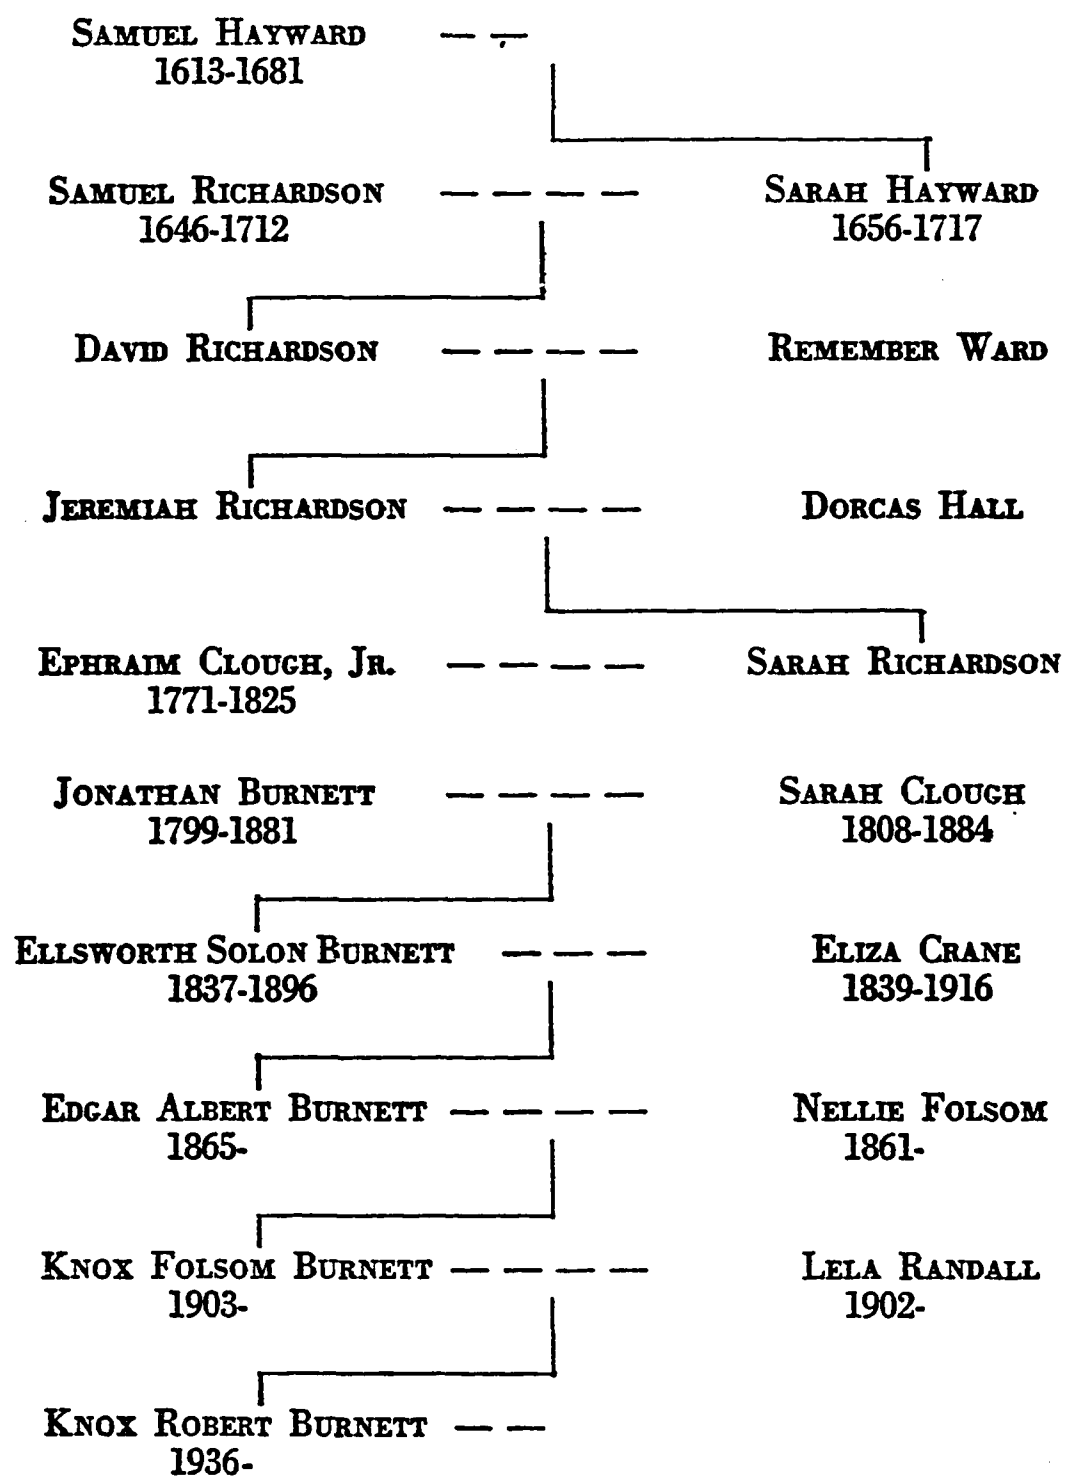 SAMUEL HAYWARD
1613-1681
SAMUEL RICHARDSON SARAH HAYWARD
1646-1712 1656-1717
DAVID RICHARDSON REMEMBER WARD
JEREMIAH RICHARDSON DORCAS HALL
EPHRAIM CLOUGH, JR. SARAH RICHARDSON
1771-1825
JONATHAN BURNETT SARAH CLOUGH
1799-1881 1808-1884
ELLSWORTH SOLON BURNETT ELIZA CRANE
1837-1896 1839-1916
EDGAR ALBERT BURNETT NELLIE FOLSOM
1865- 1861-
KNOX FOLSOM BURNETT LELA RANDALL
1903- 1902-
KNOX ROBERT BURNETT
1936-